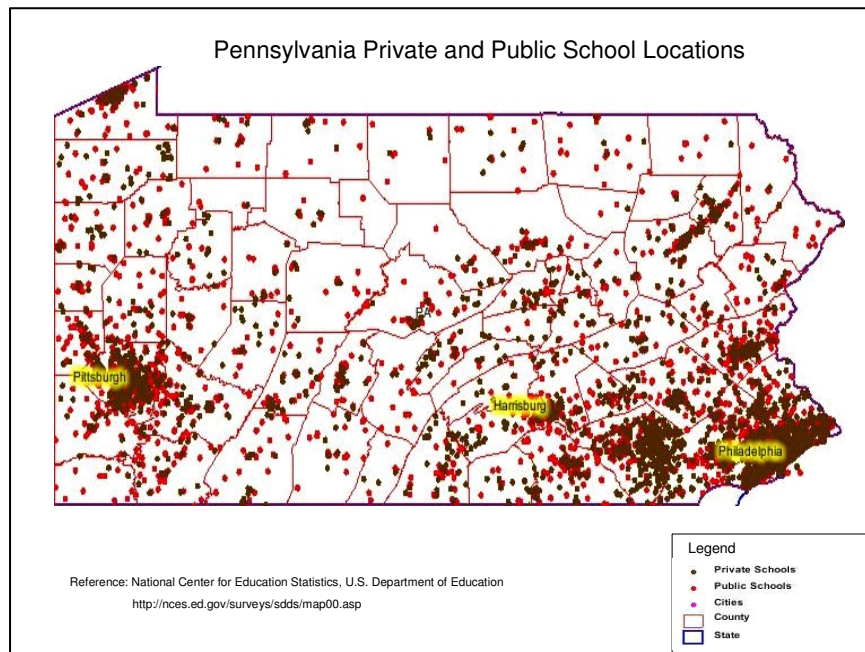 Pennsylvania Private and Public School Locations
PA
Pittsburgh
Harrisburg
Philadelphia
Reference: National Center for Education Statistics, U.S. Department of Education
http://nces.ed.gov/surveys/sdds/map00.asp
Legend
Private Schools
Public Schools
Cities
County
State